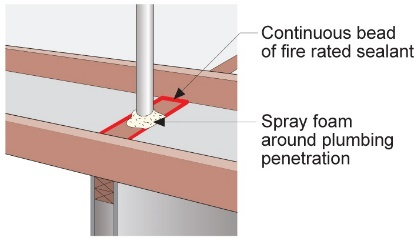 Continuous bead
of fire rated sealant
Spray foam
around plumbing
penetration